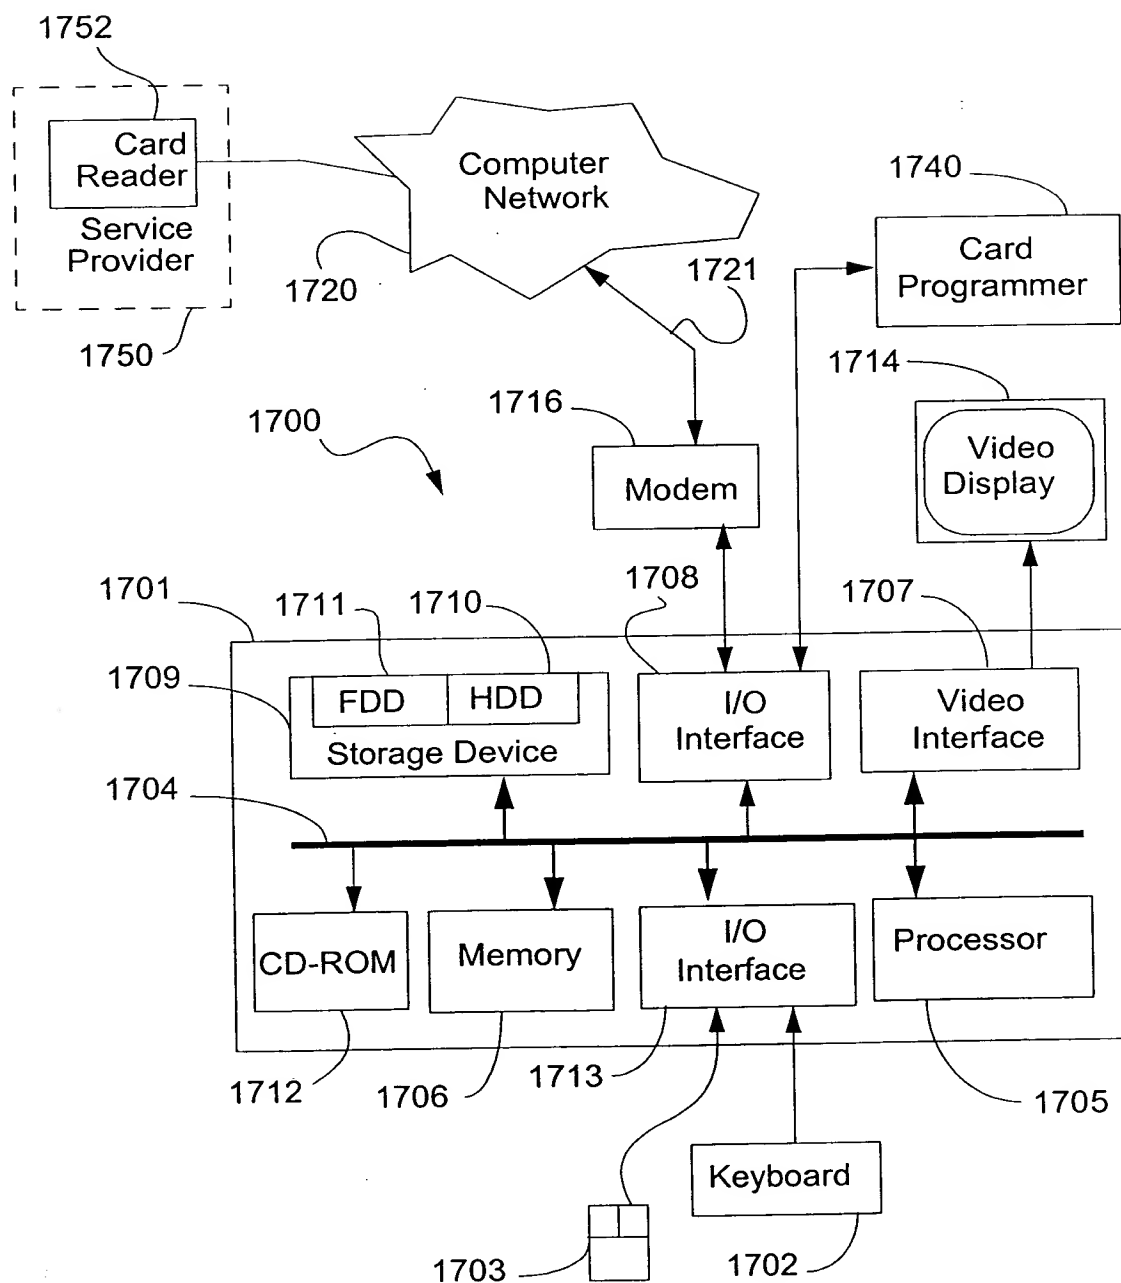 1752
Card
Reader
Service
Provider
1750
Computer
Network
1720
1721
1740
Card
Programmer
1714
Video
Display
1716
Modem
1700
1701
1711
1710
1708
1707
1709
FDD
HDD
Storage Device
I/O
Interface
Video
Interface
1704
CD-ROM
Memory
I/O
Interface
Processor
1712
1706
1713
1705
Keyboard
1703
1702